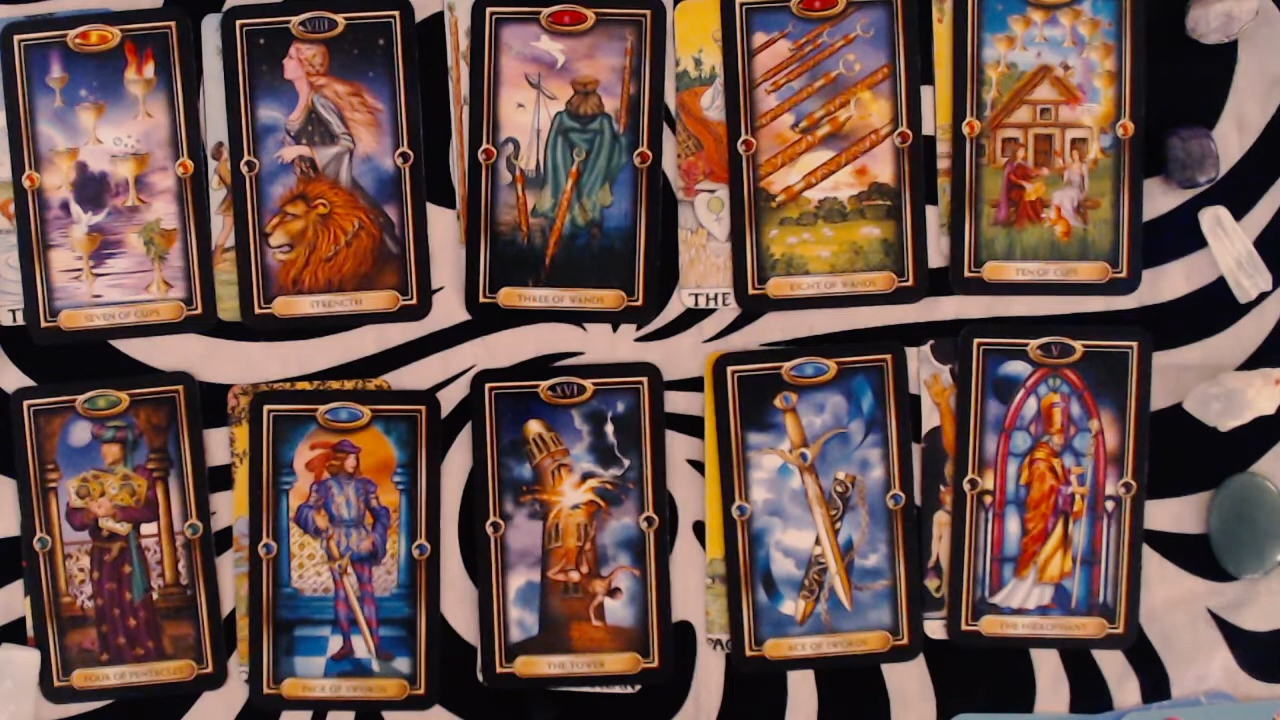 VIII
SEVEN OF CUPS
STRENGTH
THREE OF WANDS
THE
EIGHT OF WANDS
TEN OF CUPS
XVI
V
FOUR OF PENTACLES
PAGE OF SWORDS
THE TOWER
ACE OF SWORDS
THE HIEROPHANT